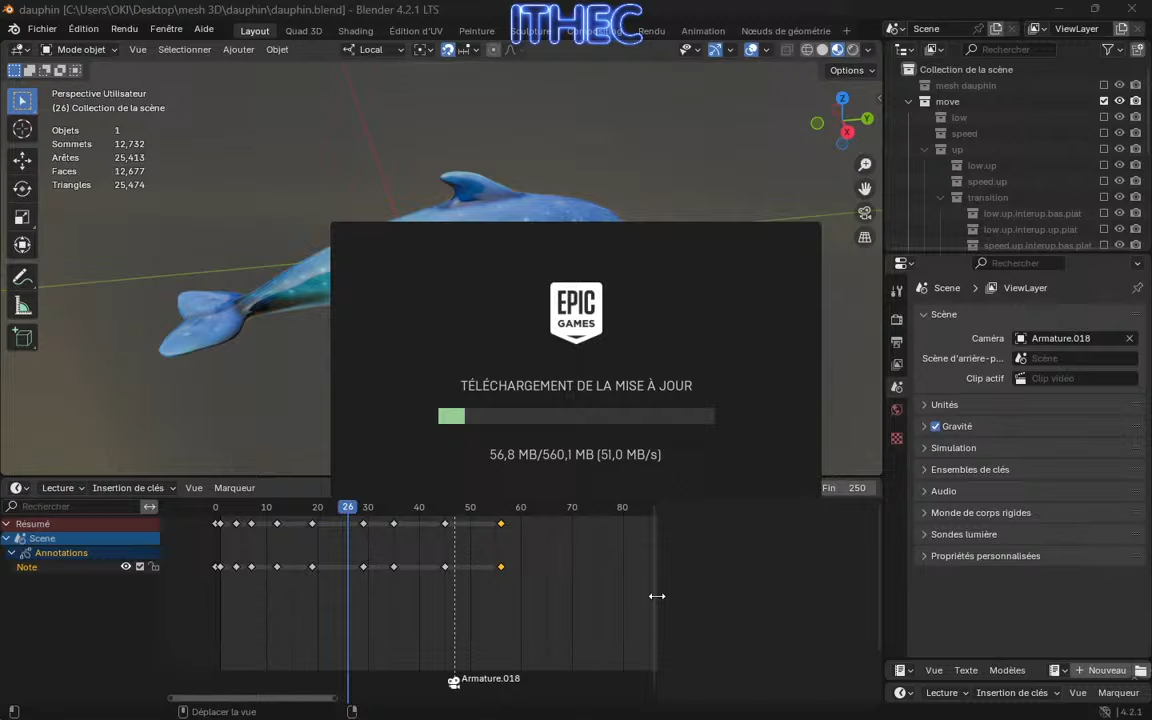 dauphin [C:\Users\OKI\Desktop\mesh 3D\dauphin\dauphin.blend] - Blender 4.2.1 LTS
ITHEC
Fichier Édition Rendu Fenêtre Aide Layout Quad 3D Shading Édition d'UV Peinture Rendu Animation Nœuds de géométrie +
Scene ViewLayer
Mode objet Vue Sélectionner Ajouter Objet Local
Rechercher
Options
Perspective Utilisateur
(26) Collection de la scène
Objets 1
Sommets 12,732
Arêtes 25,413
Faces 12,677
Triangles 25,474
Z
Y
X
Collection de la scène
mesh dauphin
move
low
speed
up
low.up
speed.up
transition
low.up.interup.bas.plat
low.up.interup.up.plat
speed.up.interup.bas.plat
Rechercher
Scene ViewLayer
Scène
Caméra Armature.018
Scène d'arrière-p... Scène
Clip actif Clip vidéo
Unités
Gravité
Simulation
Ensembles de clés
Audio
Monde de corps rigides
Sondes lumière
Propriétés personnalisées
EPIC
GAMES
TÉLÉCHARGEMENT DE LA MISE À JOUR
56,8 MB/560,1 MB (51,0 MB/s)
Lecture Insertion de clés Vue Marqueur
Fin 250
Rechercher
0 10 20 26 30 40 50 60 70 80
Résumé
Scene
Annotations
Note
Armature.018
Vue Texte Modèles + Nouveau
Lecture Insertion de clés Vue Marqueur
Déplacer la vue
4.2.1